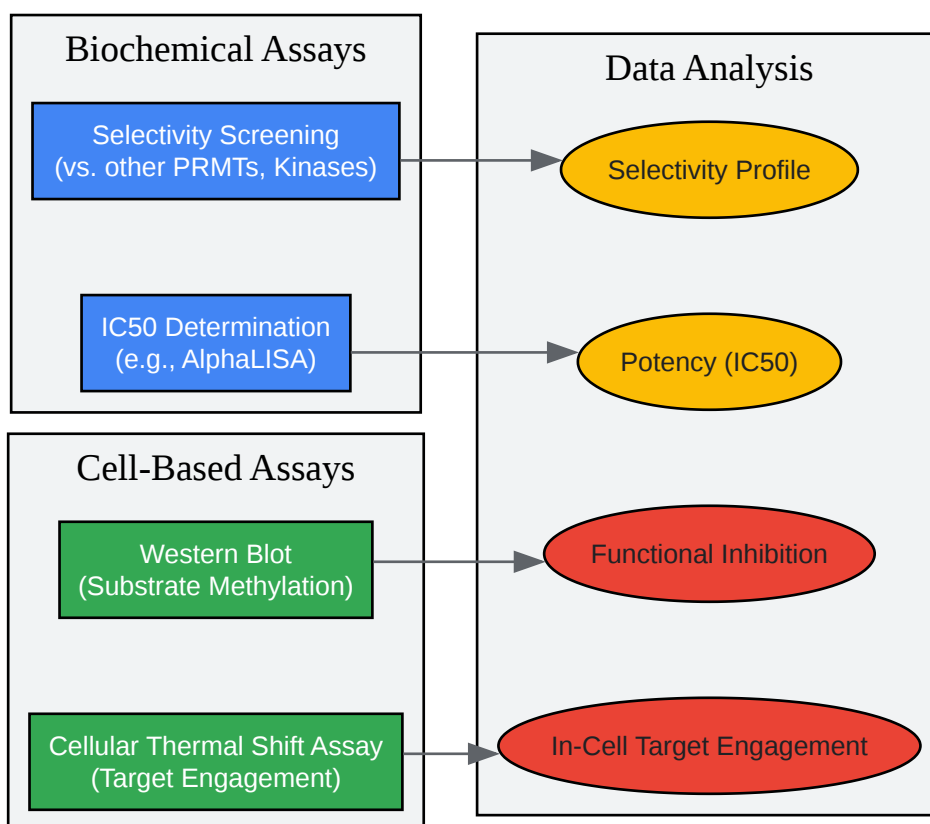 Biochemical Assays
Selectivity Screening
(vs. other PRMTs, Kinases)
IC50 Determination
(e.g., AlphaLISA)
Cell-Based Assays
Western Blot
(Substrate Methylation)
Cellular Thermal Shift Assay
(Target Engagement)
Data Analysis
Selectivity Profile
Potency (IC50)
Functional Inhibition
In-Cell Target Engagement